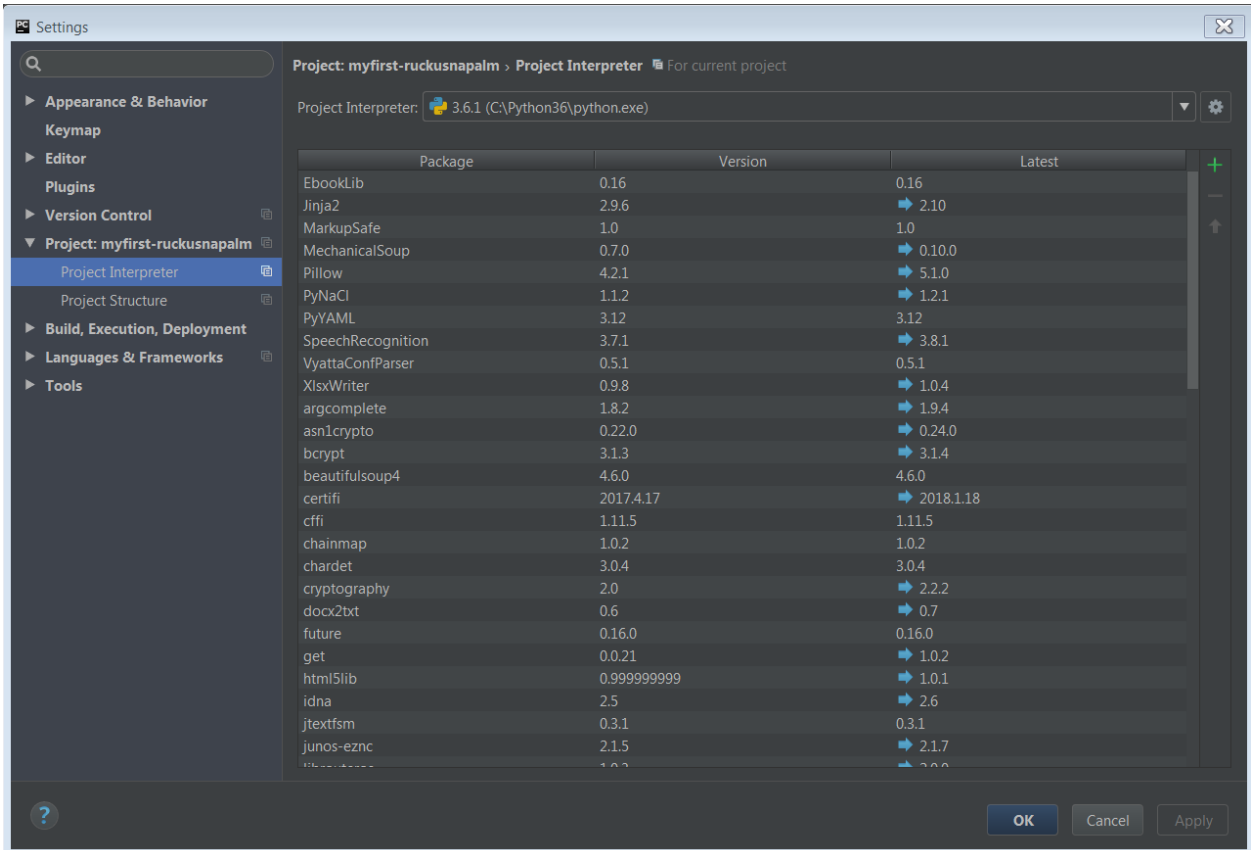 PC Settings
Project: myfirst-ruckusnapalm › Project Interpreter For current project
Appearance & Behavior
Keymap
Editor
Plugins
Version Control
Project: myfirst-ruckusnapalm
Project Interpreter
Project Structure
Build, Execution, Deployment
Languages & Frameworks
Tools
Project Interpreter: 3.6.1 (C:\Python36\python.exe)
Package Version Latest
EbookLib 0.16 0.16
Jinja2 2.9.6 2.10
MarkupSafe 1.0 1.0
MechanicalSoup 0.7.0 0.10.0
Pillow 4.2.1 5.1.0
PyNaCl 1.1.2 1.2.1
PyYAML 3.12 3.12
SpeechRecognition 3.7.1 3.8.1
VyattaConfParser 0.5.1 0.5.1
XlsxWriter 0.9.8 1.0.4
argcomplete 1.8.2 1.9.4
asn1crypto 0.22.0 0.24.0
bcrypt 3.1.3 3.1.4
beautifulsoup4 4.6.0 4.6.0
certifi 2017.4.17 2018.1.18
cffi 1.11.5 1.11.5
chainmap 1.0.2 1.0.2
chardet 3.0.4 3.0.4
cryptography 2.0 2.2.2
docx2txt 0.6 0.7
future 0.16.0 0.16.0
get 0.0.21 1.0.2
html5lib 0.999999999 1.0.1
idna 2.5 2.6
jtextfsm 0.3.1 0.3.1
junos-eznc 2.1.5 2.1.7
?
OK Cancel Apply